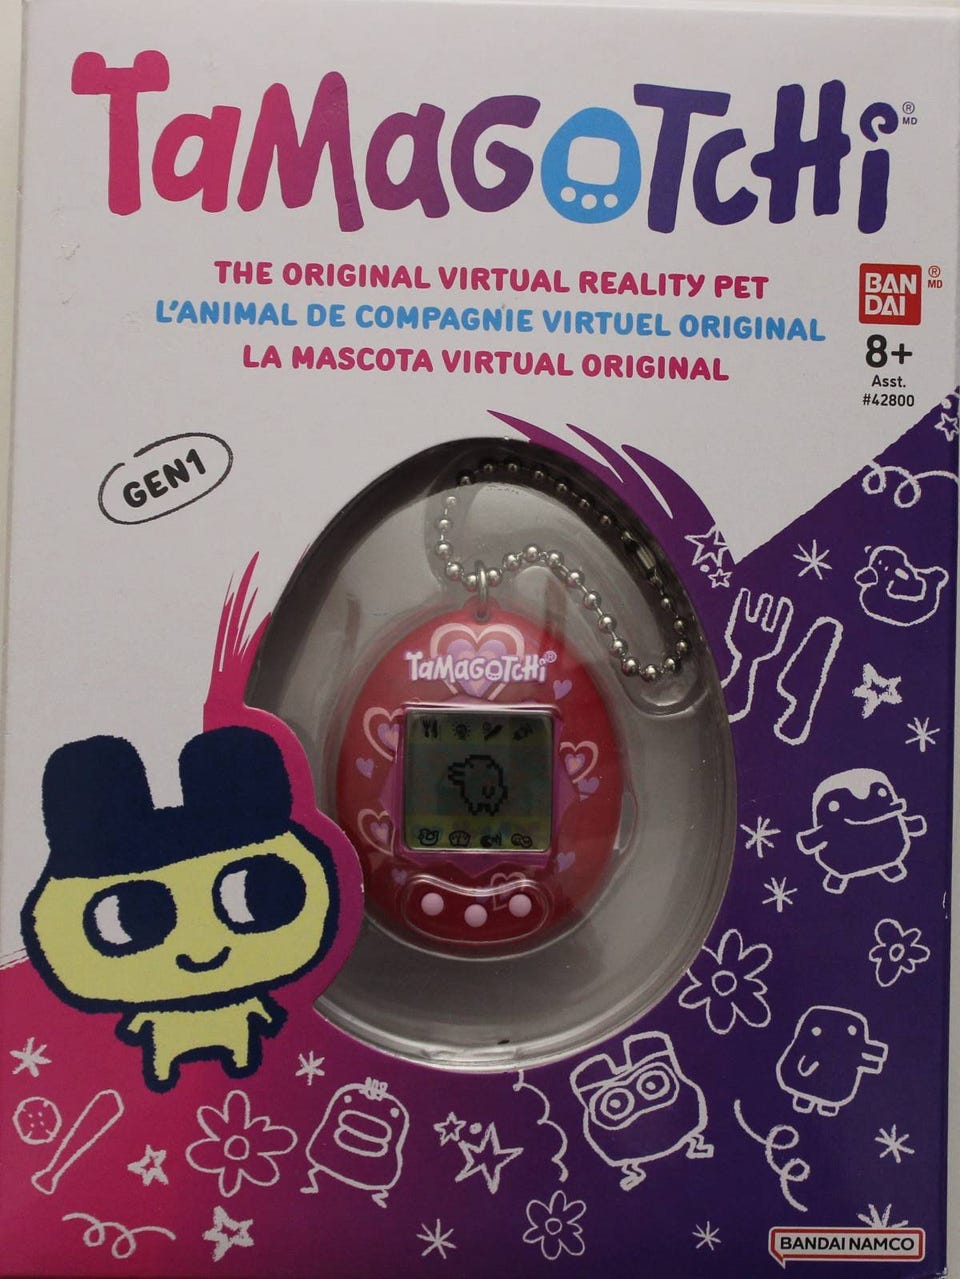 TaMaGoTcHi ® MD
THE ORIGINAL VIRTUAL REALITY PET
L'ANIMAL DE COMPAGNIE VIRTUEL ORIGINAL
LA MASCOTA VIRTUAL ORIGINAL
BAN
DAI
® MD
8+
Asst.
#42800
GEN1
TaMaGoTcHi®
BANDAI NAMCO